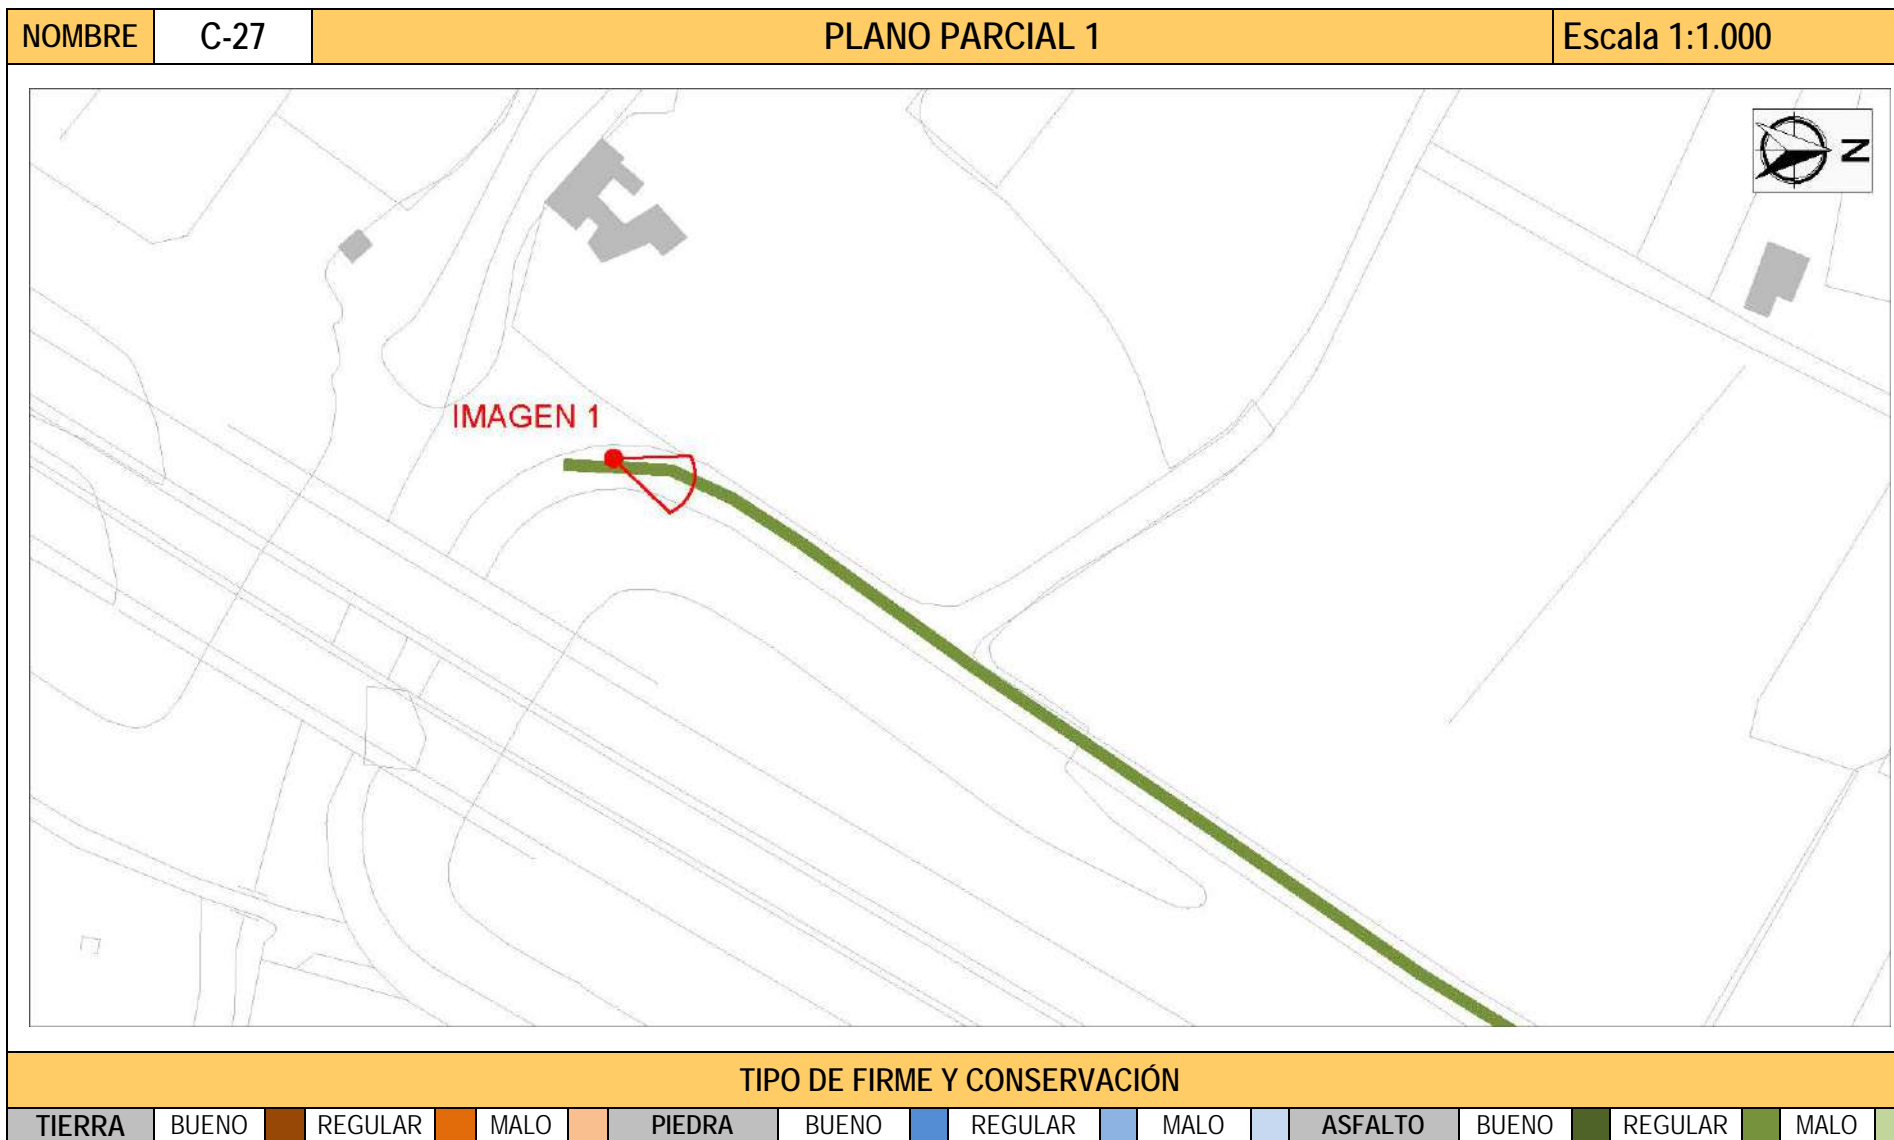 NOMBRE C-27 PLANO PARCIAL 1 Escala 1:1.000
N
IMAGEN 1
TIPO DE FIRME Y CONSERVACIÓN
TIERRA BUENO REGULAR MALO PIEDRA BUENO REGULAR MALO ASFALTO BUENO REGULAR MALO